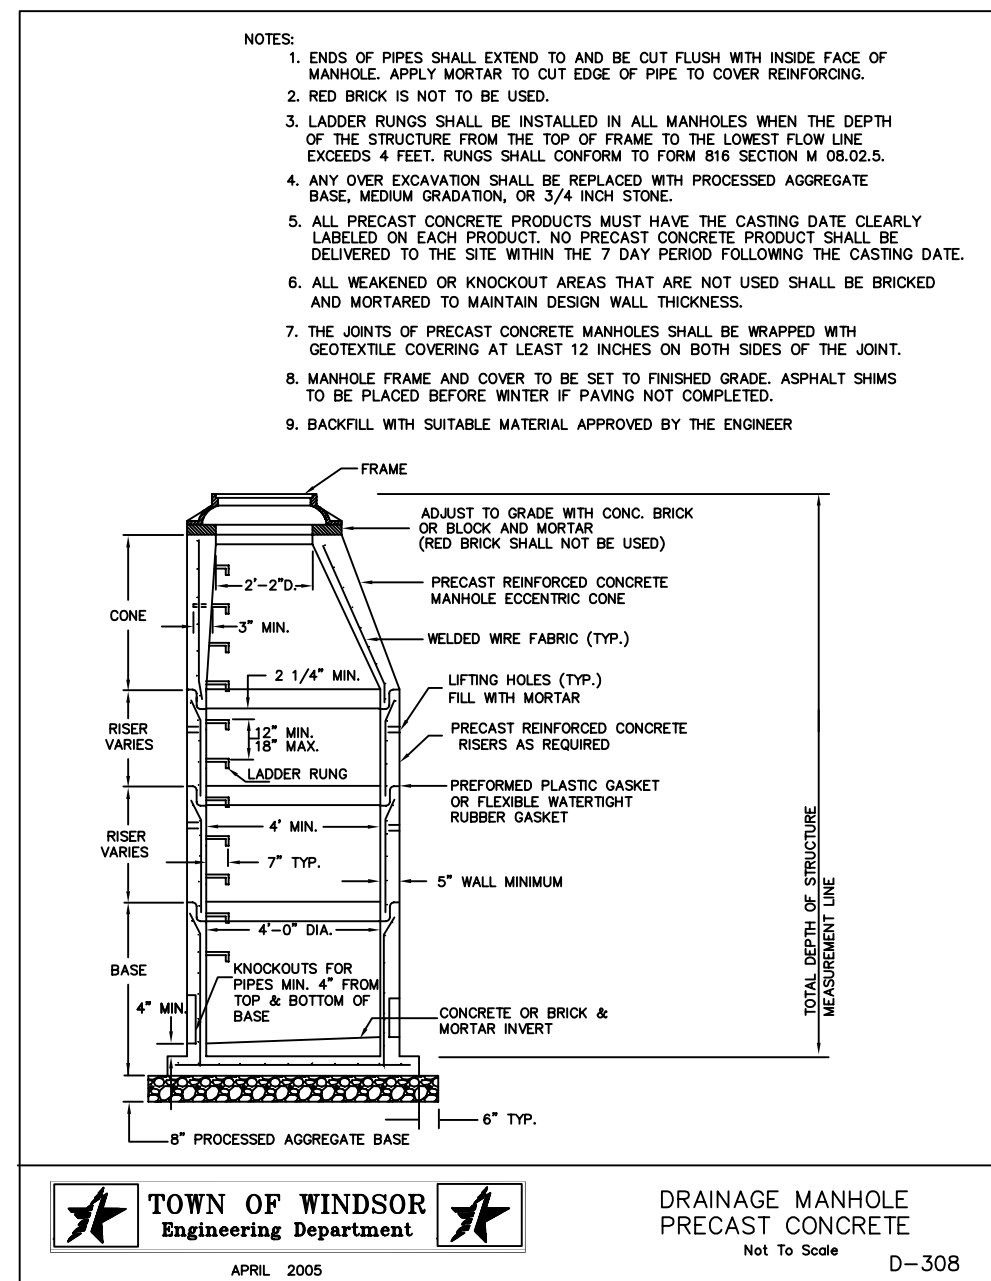 NOTES:
1. ENDS OF PIPES SHALL EXTEND TO AND BE CUT FLUSH WITH INSIDE FACE OF
MANHOLE. APPLY MORTAR TO CUT EDGE OF PIPE TO COVER REINFORCING.
2. RED BRICK IS NOT TO BE USED.
3. LADDER RUNGS SHALL BE INSTALLED IN ALL MANHOLES WHEN THE DEPTH
OF THE STRUCTURE FROM THE TOP OF FRAME TO THE LOWEST FLOW LINE
EXCEEDS 4 FEET. RUNGS SHALL CONFORM TO FORM 816 SECTION M 08.02.5.
4. ANY OVER EXCAVATION SHALL BE REPLACED WITH PROCESSED AGGREGATE
BASE, MEDIUM GRADATION, OR 3/4 INCH STONE.
5. ALL PRECAST CONCRETE PRODUCTS MUST HAVE THE CASTING DATE CLEARLY
LABELED ON EACH PRODUCT. NO PRECAST CONCRETE PRODUCT SHALL BE
DELIVERED TO THE SITE WITHIN THE 7 DAY PERIOD FOLLOWING THE CASTING DATE.
6. ALL WEAKENED OR KNOCKOUT AREAS THAT ARE NOT USED SHALL BE BRICKED
AND MORTARED TO MAINTAIN DESIGN WALL THICKNESS.
7. THE JOINTS OF PRECAST CONCRETE MANHOLES SHALL BE WRAPPED WITH
GEOTEXTILE COVERING AT LEAST 12 INCHES ON BOTH SIDES OF THE JOINT.
8. MANHOLE FRAME AND COVER TO BE SET TO FINISHED GRADE. ASPHALT SHIMS
TO BE PLACED BEFORE WINTER IF PAVING NOT COMPLETED.
9. BACKFILL WITH SUITABLE MATERIAL APPROVED BY THE ENGINEER
FRAME
ADJUST TO GRADE WITH CONC. BRICK
OR BLOCK AND MORTAR
(RED BRICK SHALL NOT BE USED)
2'-2"D.
PRECAST REINFORCED CONCRETE
MANHOLE ECCENTRIC CONE
CONE
3" MIN.
WELDED WIRE FABRIC (TYP.)
2 1/4" MIN.
LIFTING HOLES (TYP.)
FILL WITH MORTAR
RISER
VARIES
12" MIN.
18" MAX.
PRECAST REINFORCED CONCRETE
RISERS AS REQUIRED
LADDER RUNG
PREFORMED PLASTIC GASKET
OR FLEXIBLE WATERTIGHT
RUBBER GASKET
4' MIN.
RISER
VARIES
7" TYP.
5" WALL MINIMUM
4'-0" DIA.
BASE
KNOCKOUTS FOR
PIPES MIN. 4" FROM
TOP & BOTTOM OF
BASE
4" MIN.
CONCRETE OR BRICK &
MORTAR INVERT
TOTAL DEPTH OF STRUCTURE
MEASUREMENT LINE
6" TYP.
8" PROCESSED AGGREGATE BASE
TOWN OF WINDSOR
Engineering Department
APRIL 2005
DRAINAGE MANHOLE
PRECAST CONCRETE
Not To Scale
D-308